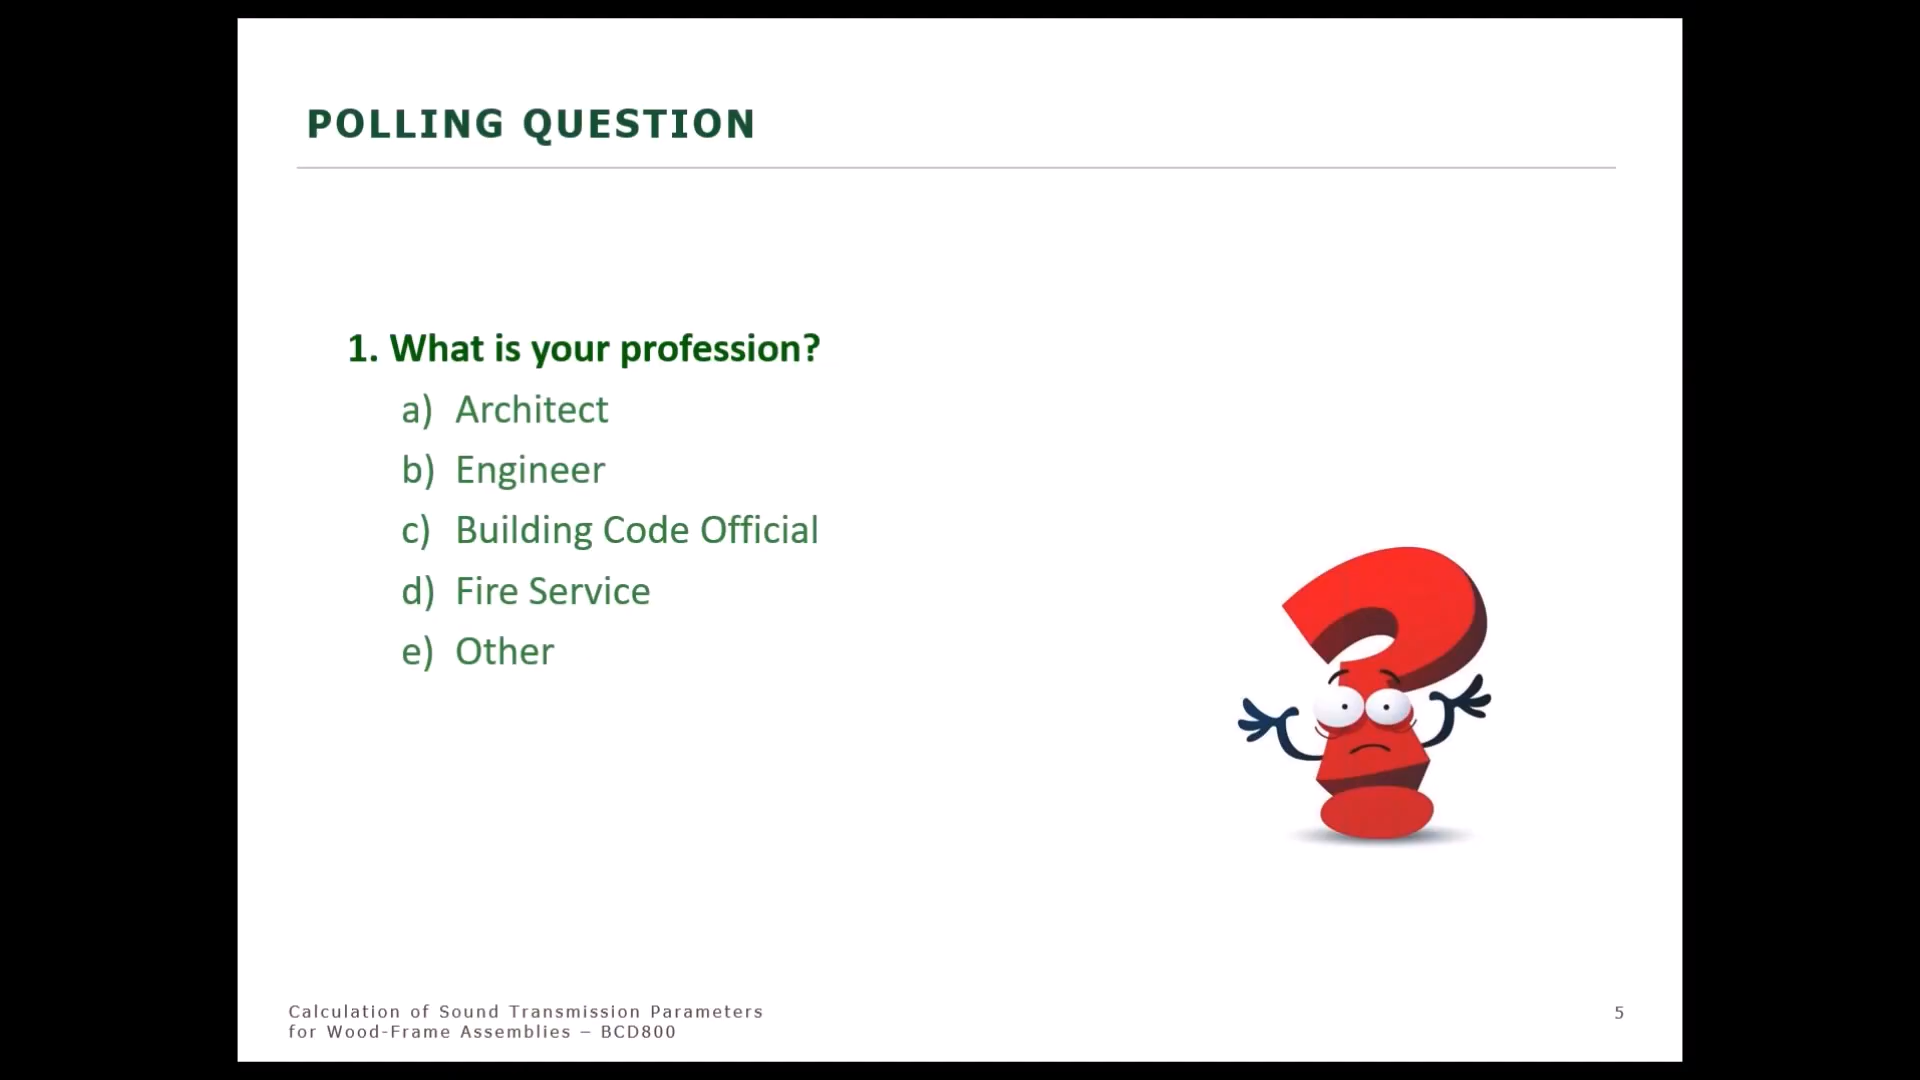 POLLING QUESTION
1. What is your profession?
a) Architect
b) Engineer
c) Building Code Official
d) Fire Service
e) Other
Calculation of Sound Transmission Parameters
for Wood-Frame Assemblies – BCD800
5